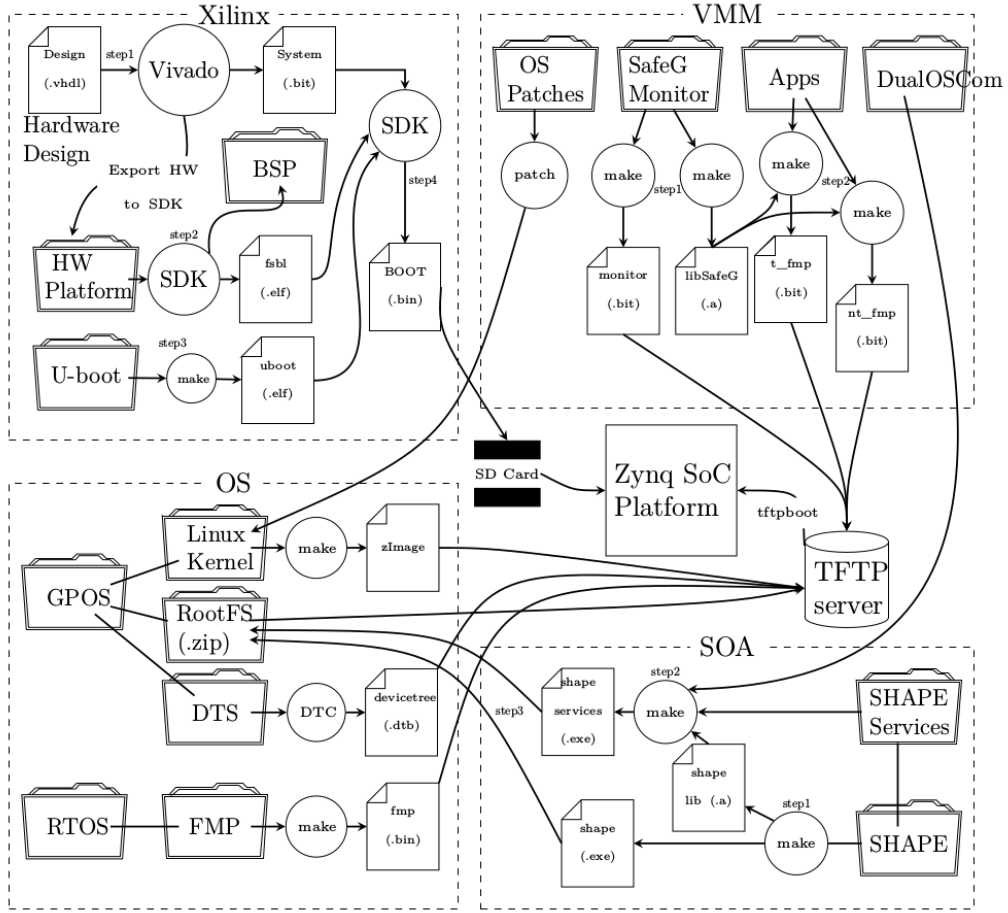 Xilinx
Design
(.vhdl)
step1
Vivado
System
(.bit)
Hardware
Design
SDK
Export HW
to SDK
BSP
step4
step2
HW
Platform
SDK
fsbl
(.elf)
BOOT
(.bin)
step3
U-boot
make
uboot
(.elf)
VMM
OS
Patches
SafeG
Monitor
Apps
DualOSCom
patch
make
step1
make
make
step2
make
monitor
(.bit)
libSafeG
(.a)
t_fmp
(.bit)
nt_fmp
(.bit)
SD Card
Zynq SoC
Platform
tftpboot
TFTP
server
OS
Linux
Kernel
make
zImage
GPOS
RootFS
(.zip)
DTS
DTC
devicetree
(.dtb)
RTOS
FMP
make
fmp
(.bin)
SOA
step2
shape
services
(.exe)
make
SHAPE
Services
step3
shape
lib (.a)
step1
shape
(.exe)
make
SHAPE